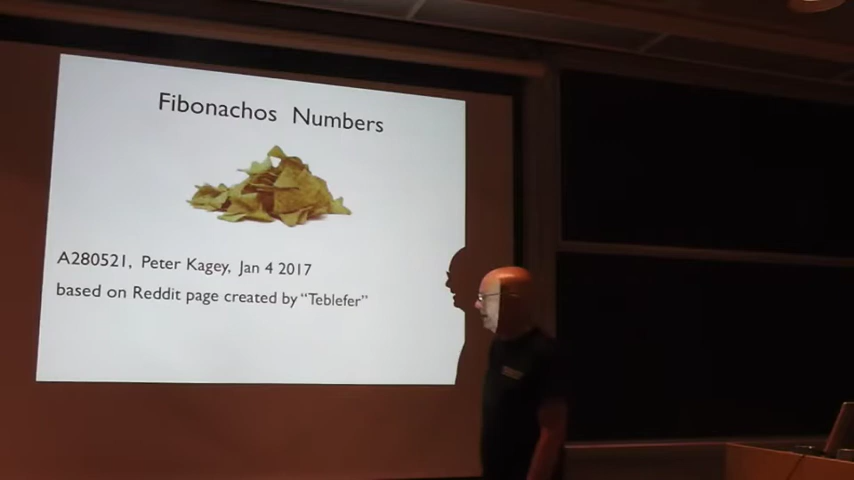 Fibonachos Numbers
A280521, Peter Kagey, Jan 4 2017
based on Reddit page created by “Teblefer”